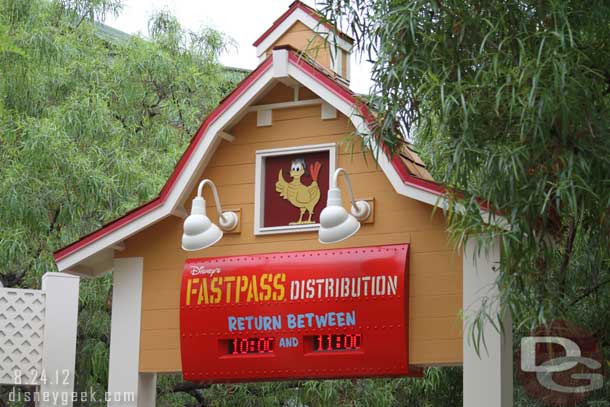 Disney's
FASTPASS DISTRIBUTION
RETURN BETWEEN
10:00 AND 11:00
8.24.12
disneygeek.com
DG